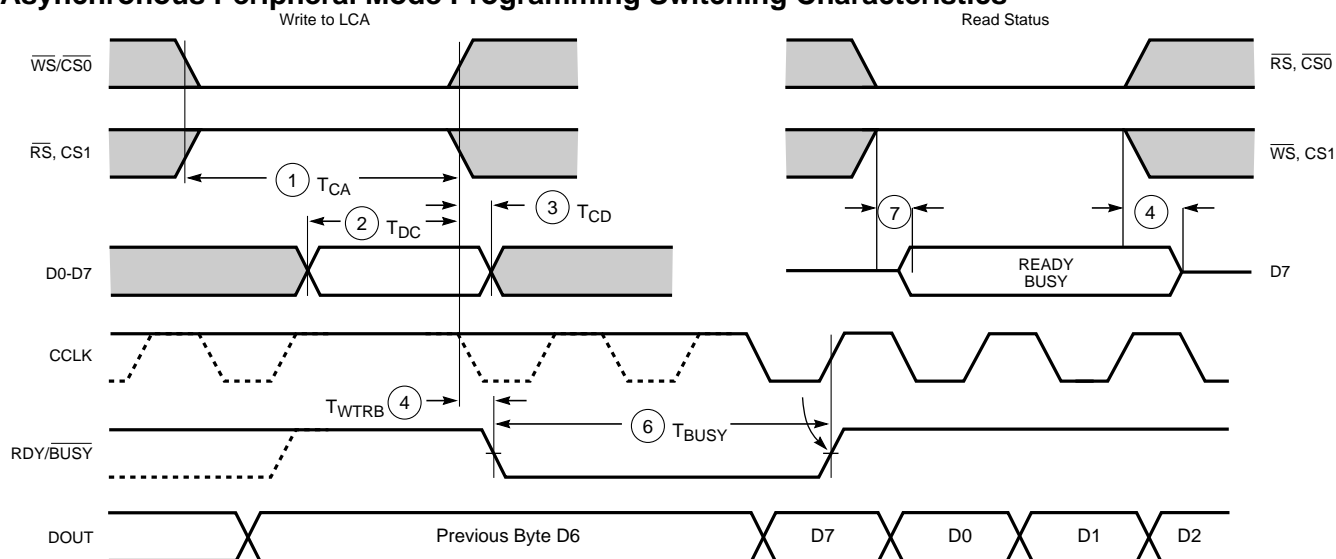 Asynchronous Peripheral Mode Programming Switching Characteristics
Write to LCA
Read Status
WS/CS0
RS, CS0
RS, CS1
WS, CS1
1 TCA
2 TDC
3 TCD
7
4
D0-D7
READY
BUSY
D7
CCLK
TWTRB 4
6 TBUSY
RDY/BUSY
DOUT
Previous Byte D6
D7
D0
D1
D2